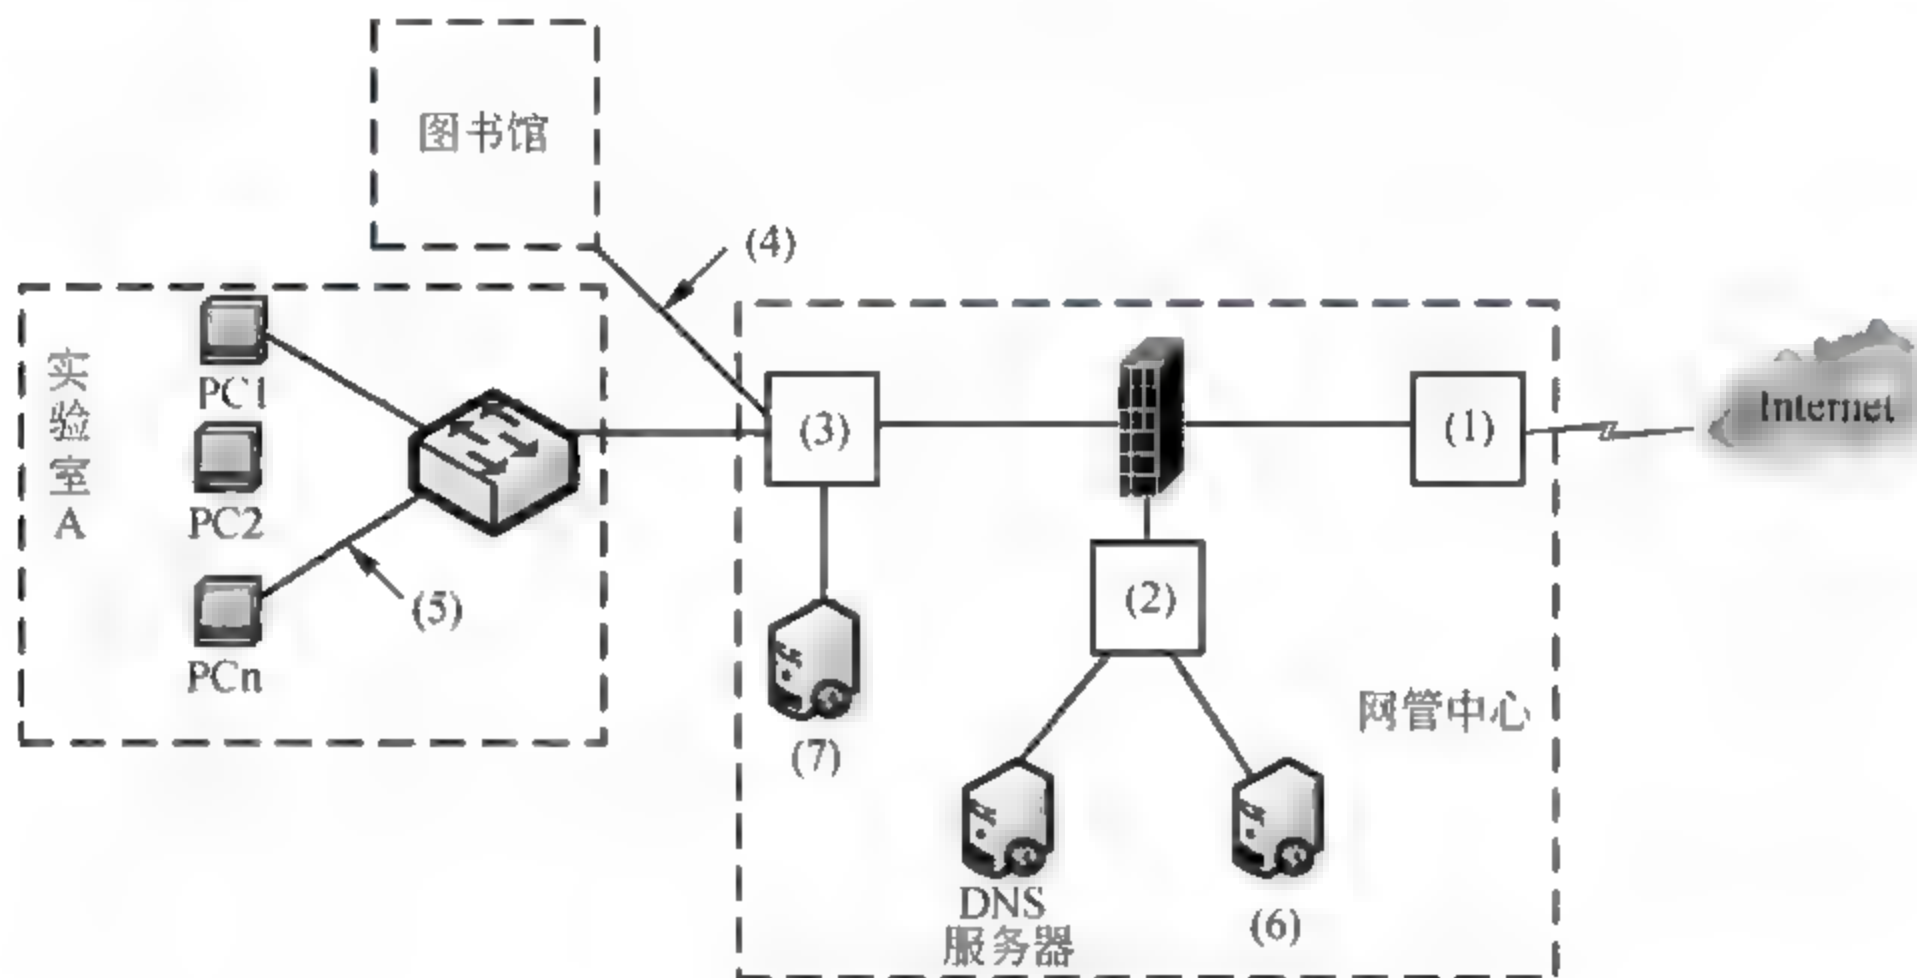 图书馆
(4)
实
验
室
A
PC1
PC2
PCn
(5)
(3)
(1)
Internet
(2)
(7)
网管中心
DNS
服务器
(6)